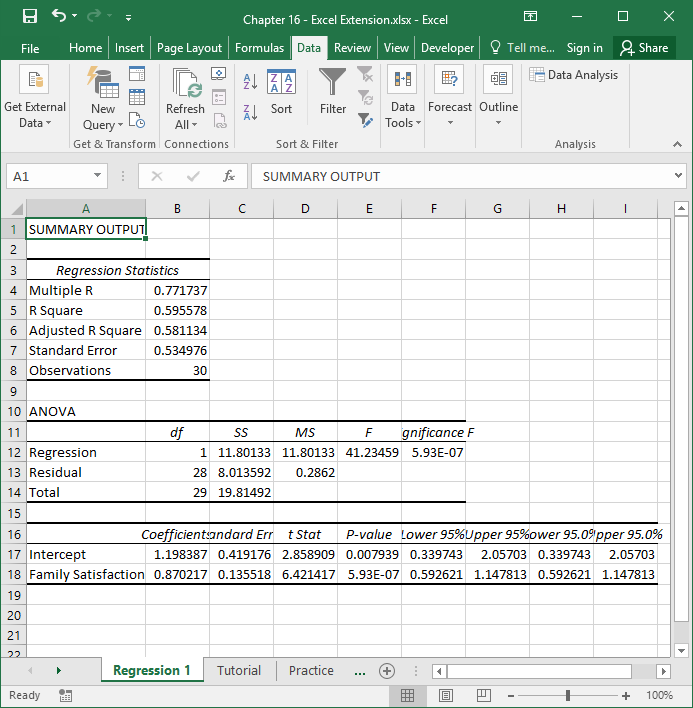 Chapter 16 - Excel Extension.xlsx - Excel
File Home Insert Page Layout Formulas Data Review View Developer Tell me... Sign in Share
Get External Data
New Query
Get & Transform
Refresh All
Connections
Sort
Filter
Sort & Filter
Data Tools
Forecast
Outline
Data Analysis
Analysis
A1 fx SUMMARY OUTPUT
A B C D E F G H I
1 SUMMARY OUTPUT
2
3 Regression Statistics
4 Multiple R 0.771737
5 R Square 0.595578
6 Adjusted R Square 0.581134
7 Standard Error 0.534976
8 Observations 30
9
10 ANOVA
11 df SS MS F gnificance F
12 Regression 1 11.80133 11.80133 41.23459 5.93E-07
13 Residual 28 8.013592 0.2862
14 Total 29 19.81492
15
16 Coefficients andard Err t Stat P-value Lower 95% Upper 95% ower 95.0% pper 95.0%
17 Intercept 1.198387 0.419176 2.858909 0.007939 0.339743 2.05703 0.339743 2.05703
18 Family Satisfaction 0.870217 0.135518 6.421417 5.93E-07 0.592621 1.147813 0.592621 1.147813
19
20
21
22
Regression 1 Tutorial Practice ...
Ready 100%